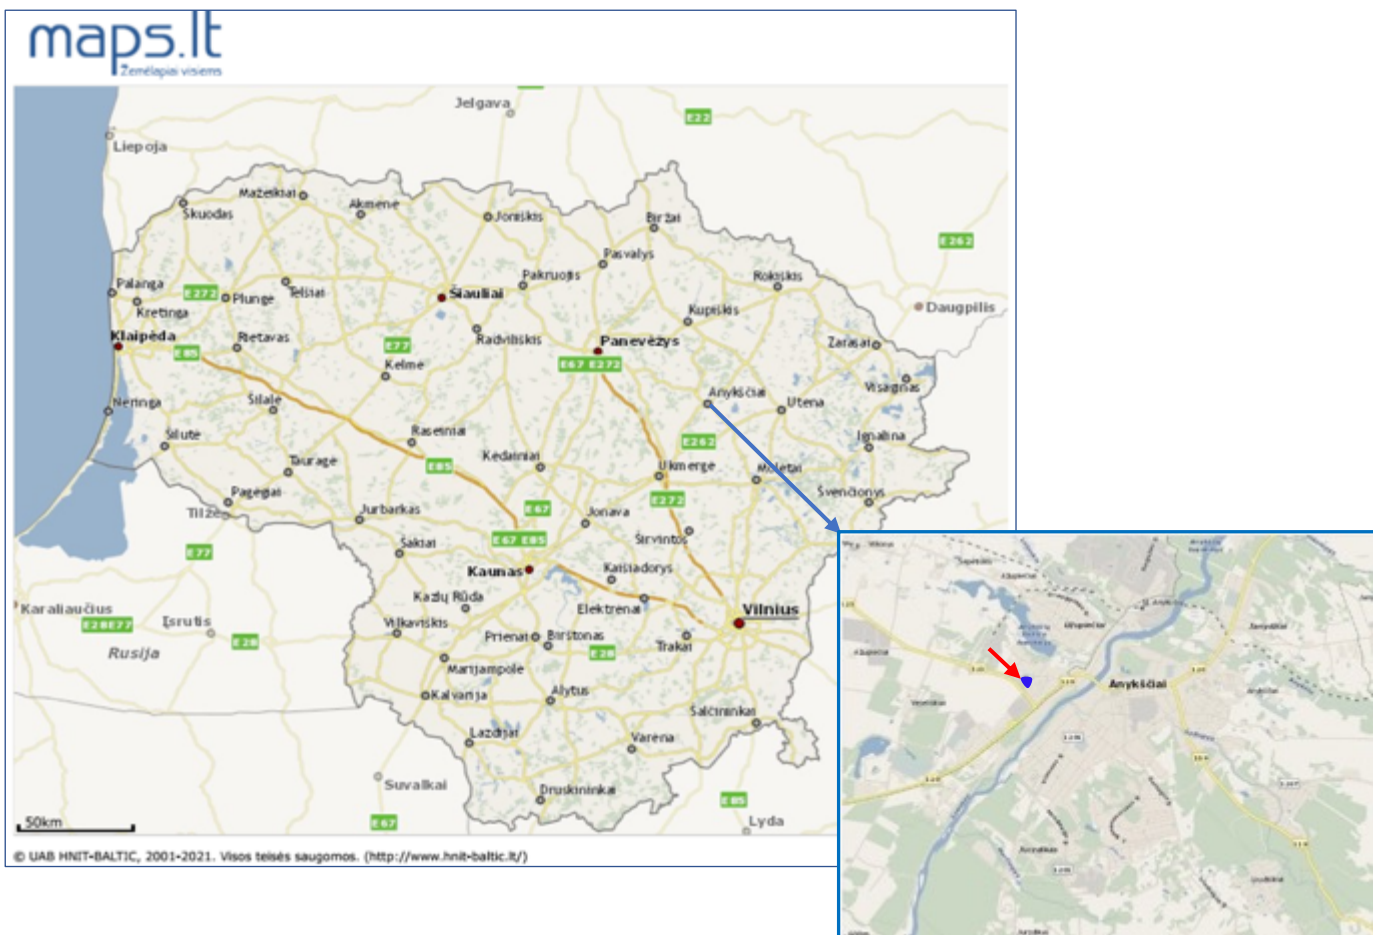 maps.lt
Žemėlapiai visiems
Jelgava
E22
Liepoja
Mažeikiai
Skuodas
Akmenė
Joniškis
Biržai
E262
Pasvalys
Palanga
E272
Plungė
Telšiai
Šiauliai
Pakruojis
Rokiškis
Kretinga
Daugpilis
Kupiškis
Klaipėda
Rietavas
E77
Radviliškis
Panevėžys
Zarasai
E85
Kelmė
E67 E272
Anykščiai
Visaginas
Neringa
Šilalė
Utena
Šilutė
Raseiniai
E262
Ignalina
Tauragė
E85
Kėdainiai
Ukmergė
Molėtai
Pagėgiai
Švenčionys
Tilžė
Jurbarkas
E67
E272
Jonava
E77
Šakiai
E67 E85
Širvintos
Kaunas
Kaišiadorys
Karaliaučius
Kazlų Rūda
Elektrėnai
Vilnius
E28E77
Įsrutis
Vilkaviškis
Prienai
Birštonas
E28
Rusija
E28
Trakai
Marijampolė
Kalvarija
Alytus
Šalčininkai
Lazdijai
Varėna
Suvalkai
Druskininkai
E85
E67
Lyda
50km
© UAB HNIT-BALTIC, 2001-2021. Visos teisės saugomos. (http://www.hnit-baltic.lt/)
Anykščiai